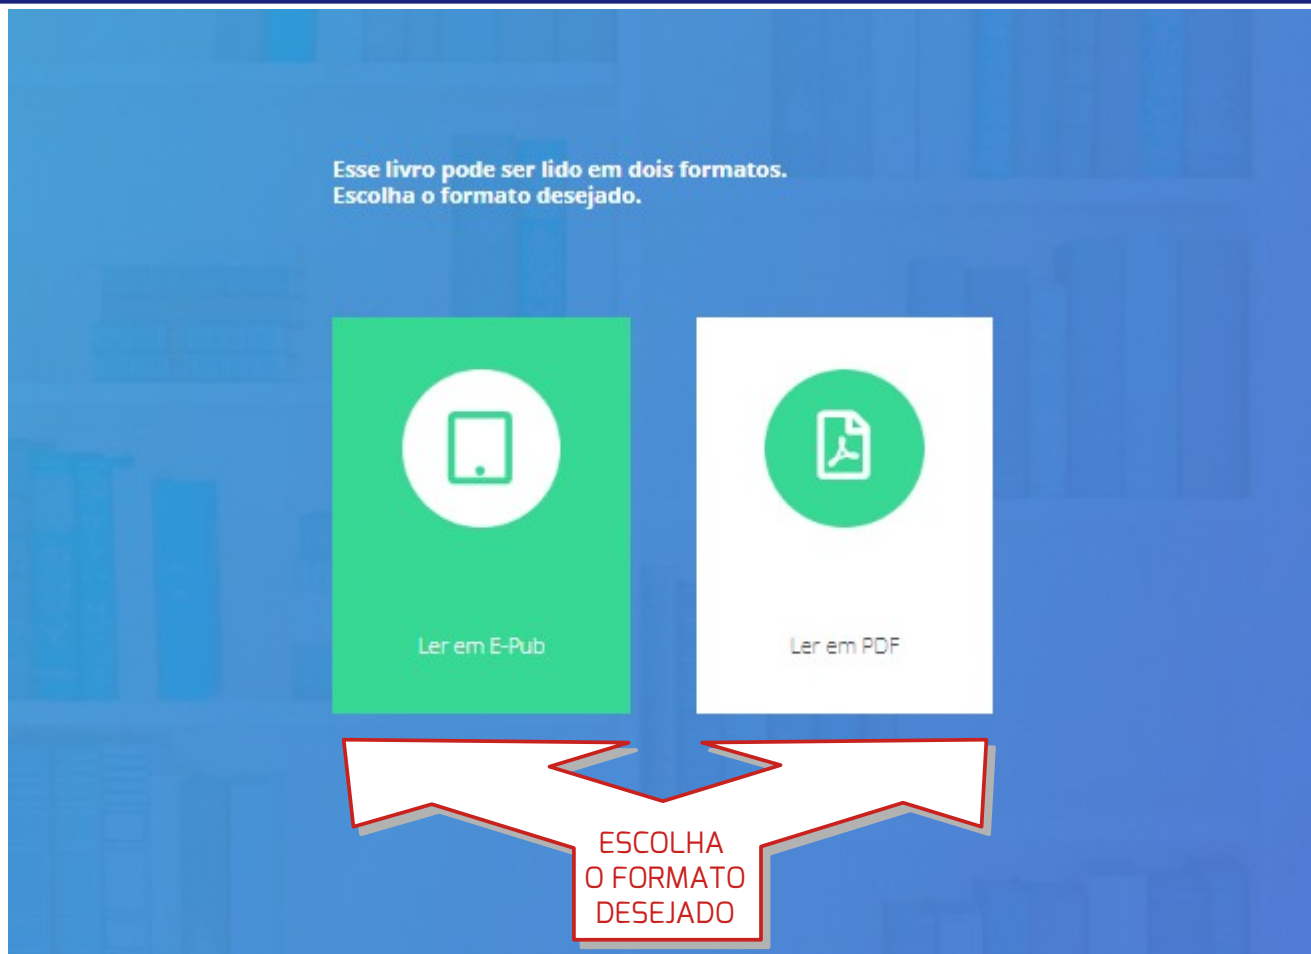 Esse livro pode ser lido em dois formatos.
Escolha o formato desejado.
Ler em E-Pub
Ler em PDF
ESCOLHA
O FORMATO
DESEJADO